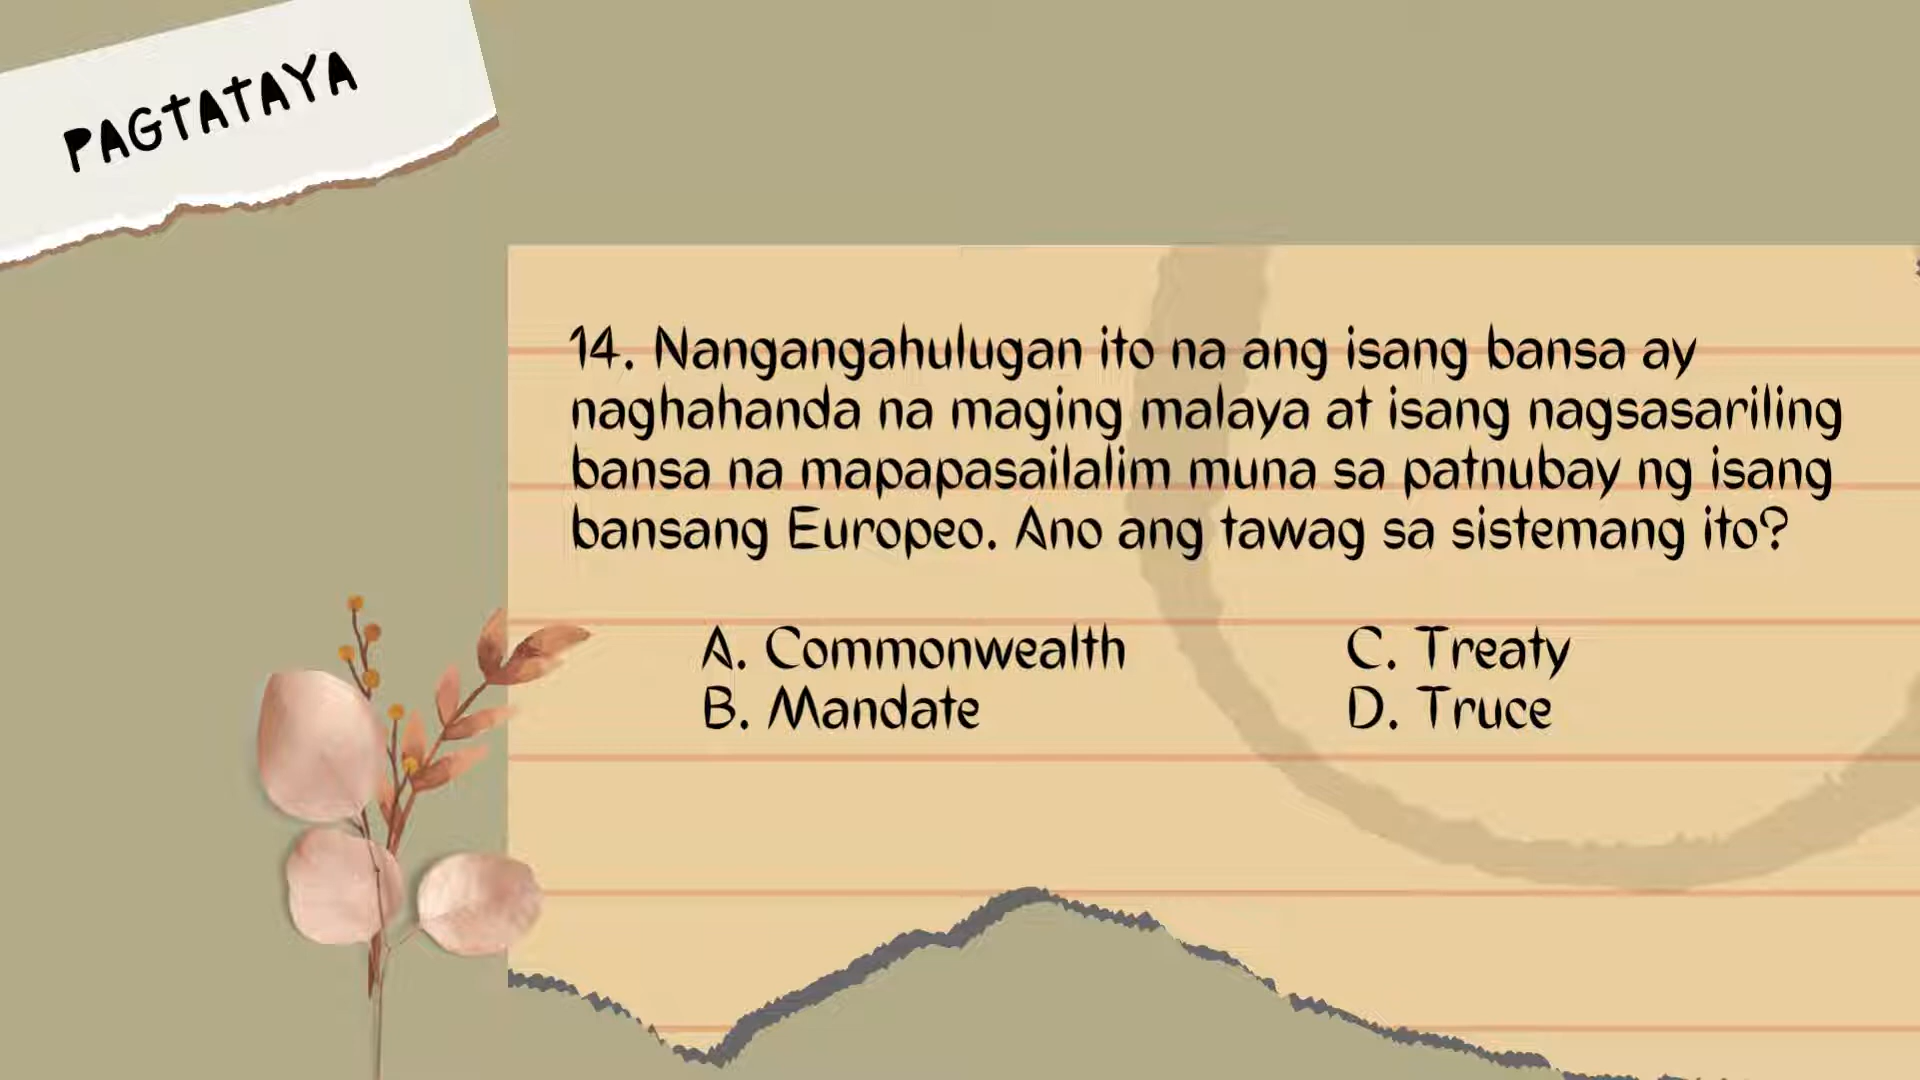 PAGTATAYA
14. Nangangahulugan ito na ang isang bansa ay
naghahanda na maging malaya at isang nagsasariling
bansa na mapapasailalim muna sa patnubay ng isang
bansang Europeo. Ano ang tawag sa sistemang ito?
A. Commonwealth
B. Mandate
C. Treaty
D. Truce